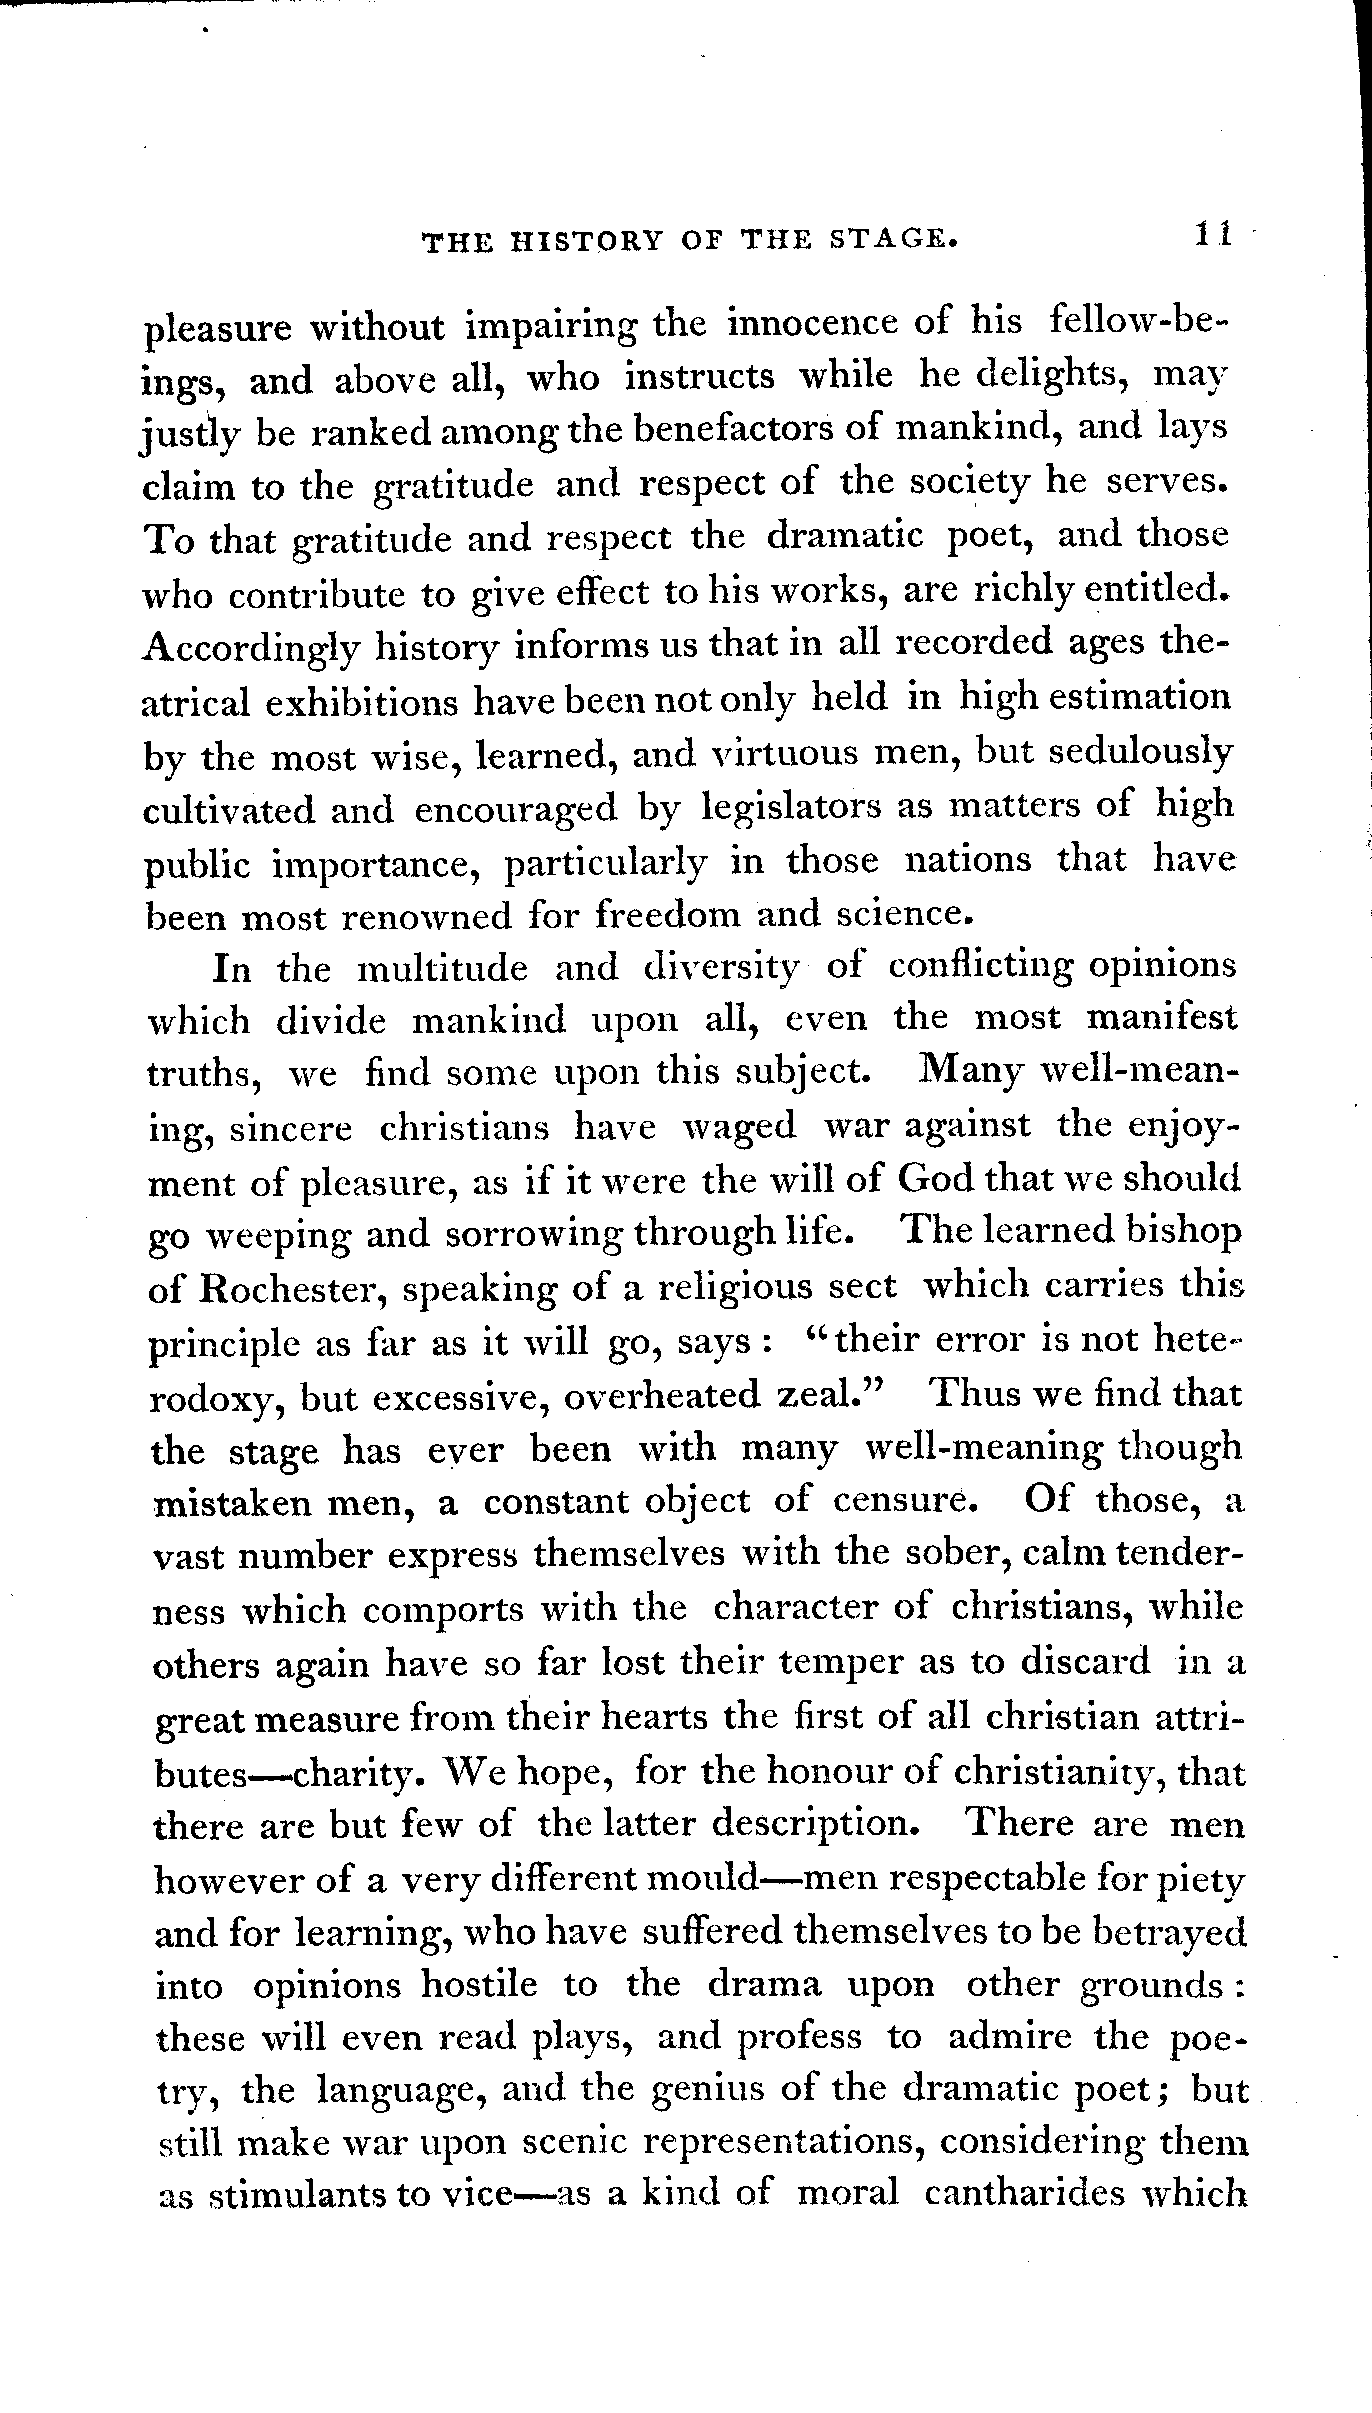 THE HISTORY OF THE STAGE. 11
pleasure without impairing the innocence of his fellow-be-
ings, and above all, who instructs while he delights, may
justly be ranked among the benefactors of mankind, and lays
claim to the gratitude and respect of the society he serves.
To that gratitude and respect the dramatic poet, and those
who contribute to give effect to his works, are richly entitled.
Accordingly history informs us that in all recorded ages the-
atrical exhibitions have been not only held in high estimation
by the most wise, learned, and virtuous men, but sedulously
cultivated and encouraged by legislators as matters of high
public importance, particularly in those nations that have
been most renowned for freedom and science.
In the multitude and diversity of conflicting opinions
which divide mankind upon all, even the most manifest
truths, we find some upon this subject. Many well-mean-
ing, sincere christians have waged war against the enjoy-
ment of pleasure, as if it were the will of God that we should
go weeping and sorrowing through life. The learned bishop
of Rochester, speaking of a religious sect which carries this
principle as far as it will go, says : "their error is not hete-
rodoxy, but excessive, overheated zeal." Thus we find that
the stage has ever been with many well-meaning though
mistaken men, a constant object of censure. Of those, a
vast number express themselves with the sober, calm tender-
ness which comports with the character of christians, while
others again have so far lost their temper as to discard in a
great measure from their hearts the first of all christian attri-
butes—charity. We hope, for the honour of christianity, that
there are but few of the latter description. There are men
however of a very different mould—men respectable for piety
and for learning, who have suffered themselves to be betrayed
into opinions hostile to the drama upon other grounds :
these will even read plays, and profess to admire the poe-
try, the language, and the genius of the dramatic poet; but
still make war upon scenic representations, considering them
as stimulants to vice—as a kind of moral cantharides which